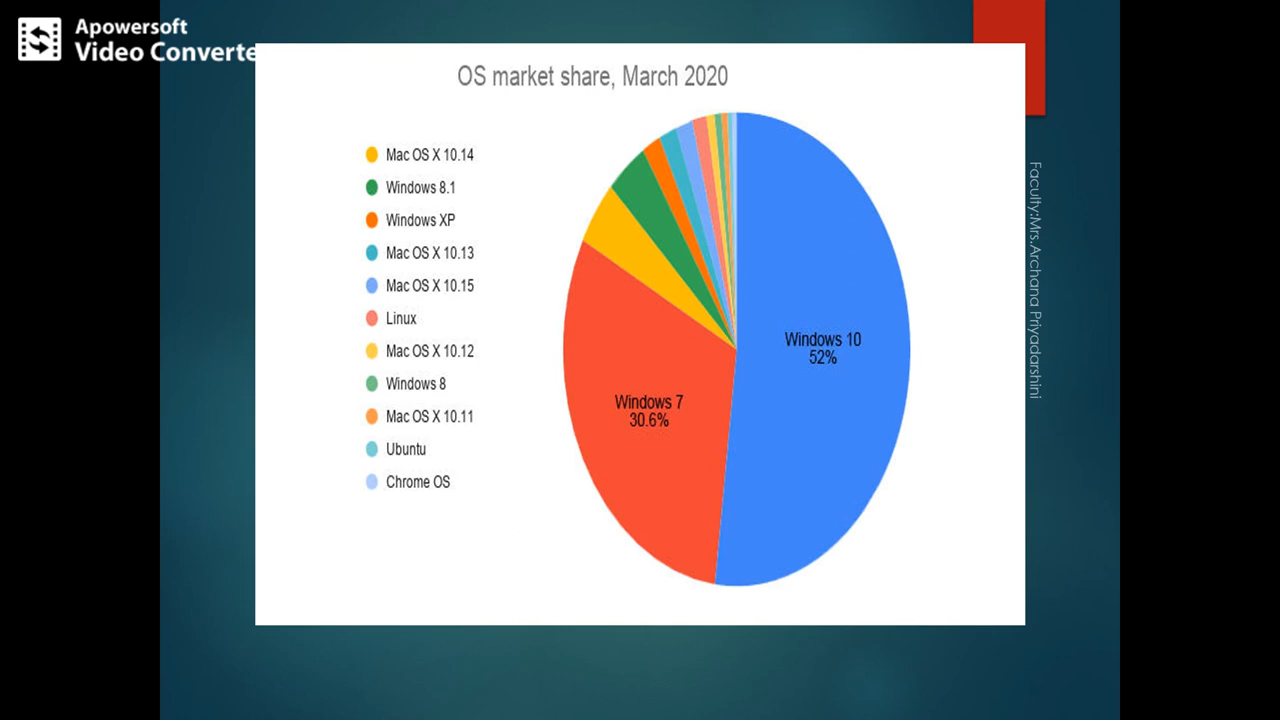 Apowersoft
Video Converte
OS market share, March 2020
Mac OS X 10.14
Windows 8.1
Windows XP
Mac OS X 10.13
Mac OS X 10.15
Linux
Mac OS X 10.12
Windows 8
Mac OS X 10.11
Ubuntu
Chrome OS
Windows 10
52%
Windows 7
30.6%
Faculty:Mrs.Archana Priyadarshini